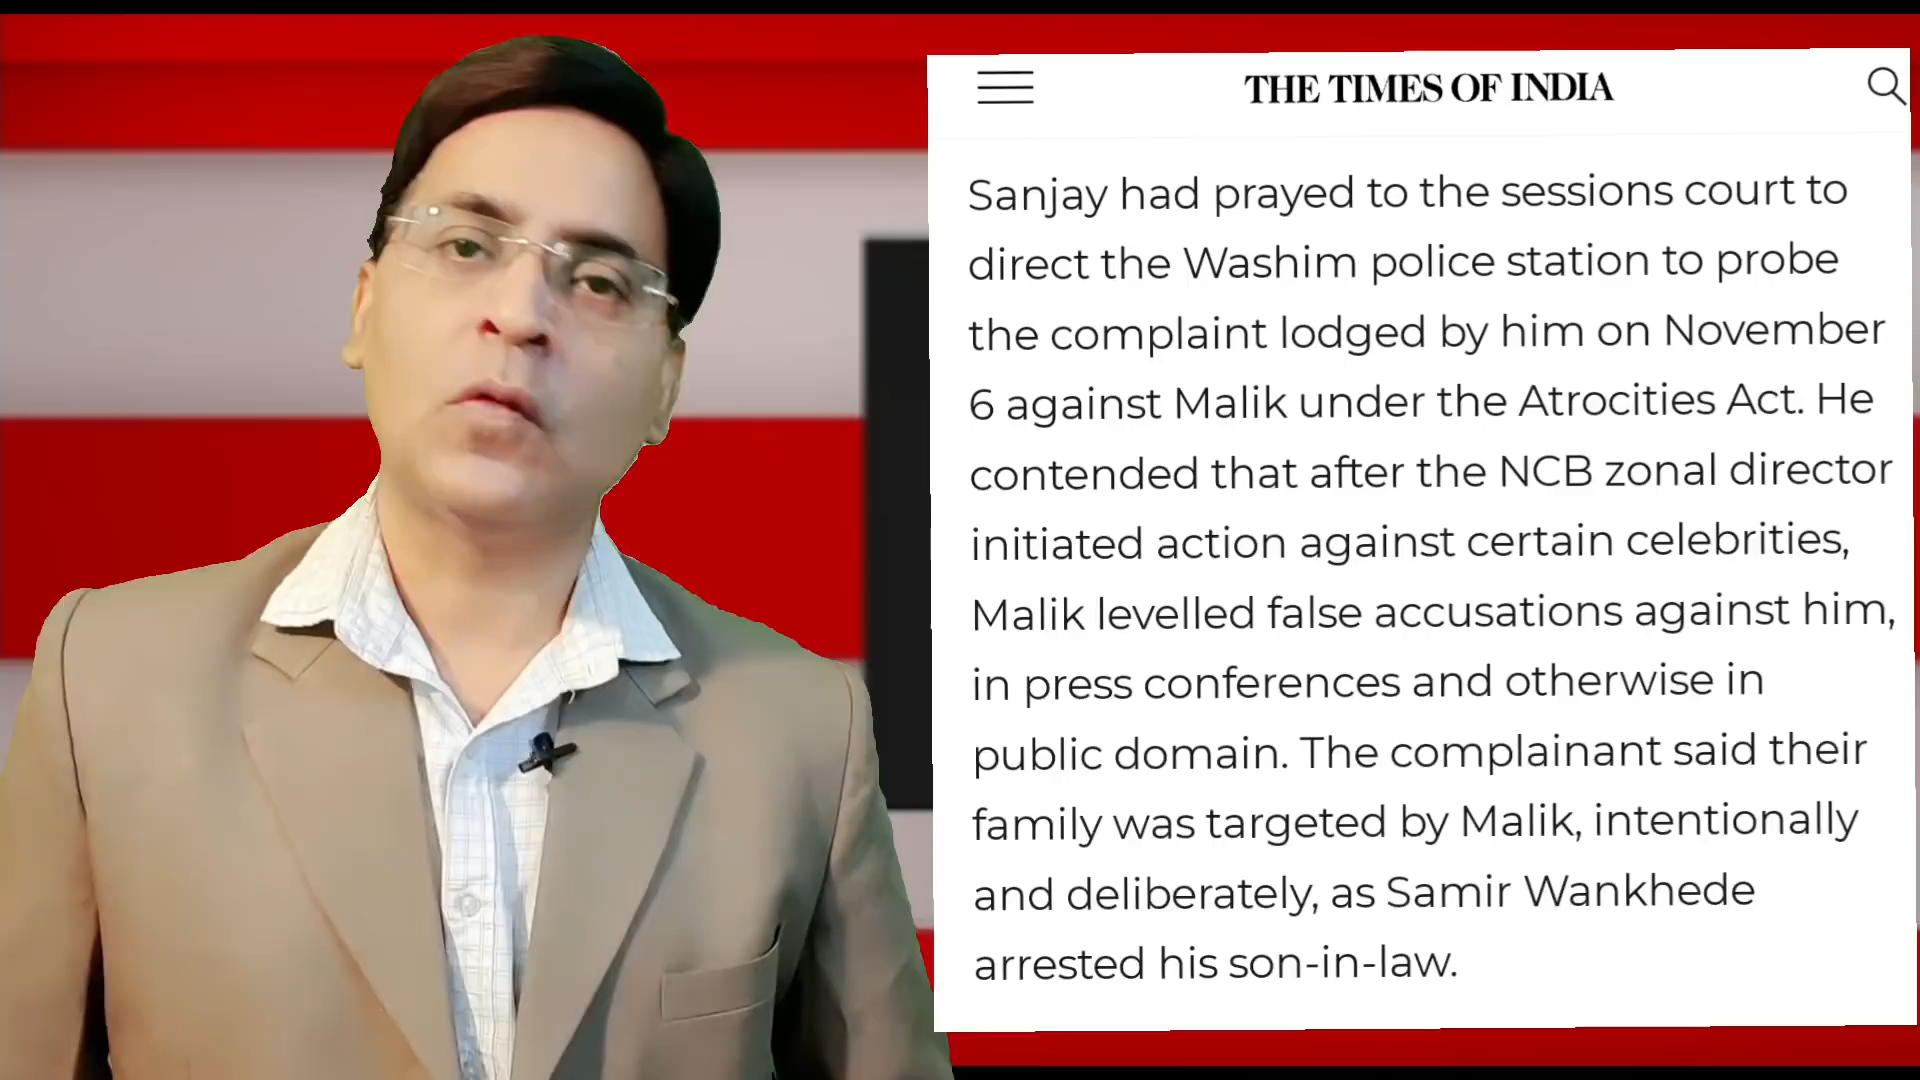 THE TIMES OF INDIA
Sanjay had prayed to the sessions court to
direct the Washim police station to probe
the complaint lodged by him on November
6 against Malik under the Atrocities Act. He
contended that after the NCB zonal director
initiated action against certain celebrities,
Malik levelled false accusations against him,
in press conferences and otherwise in
public domain. The complainant said their
family was targeted by Malik, intentionally
and deliberately, as Samir Wankhede
arrested his son-in-law.